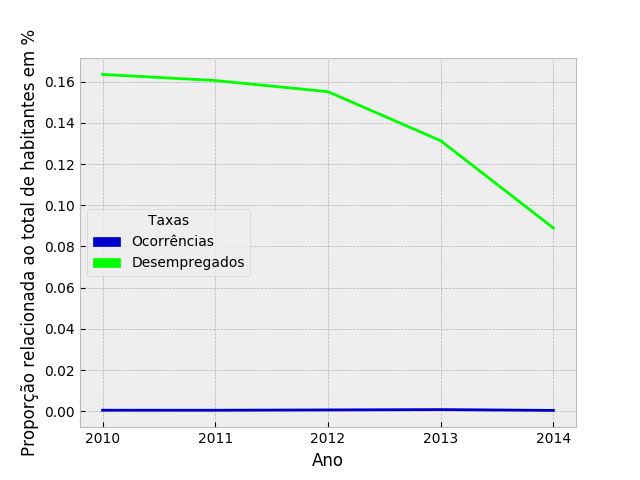 Proporção relacionada ao total de habitantes em %
0.16
0.14
0.12
0.10
0.08
0.06
0.04
0.02
0.00
Taxas
Ocorrências
Desempregados
2010 2011 2012 2013 2014
Ano